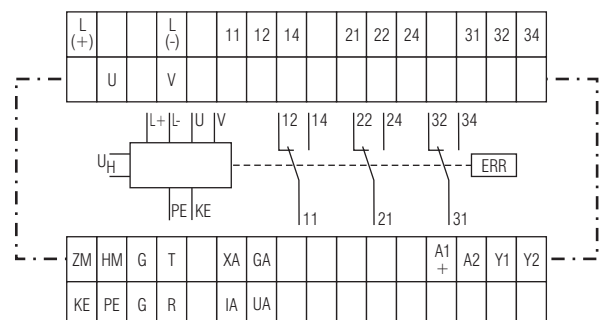 L (+) L (-) 11 12 14 21 22 24 31 32 34
U V
L+ L- U V 12 14 22 24 32 34
UH ERR
PE KE 11 21 31
ZM HM G T XA GA A1 + A2 Y1 Y2
KE PE G R IA UA